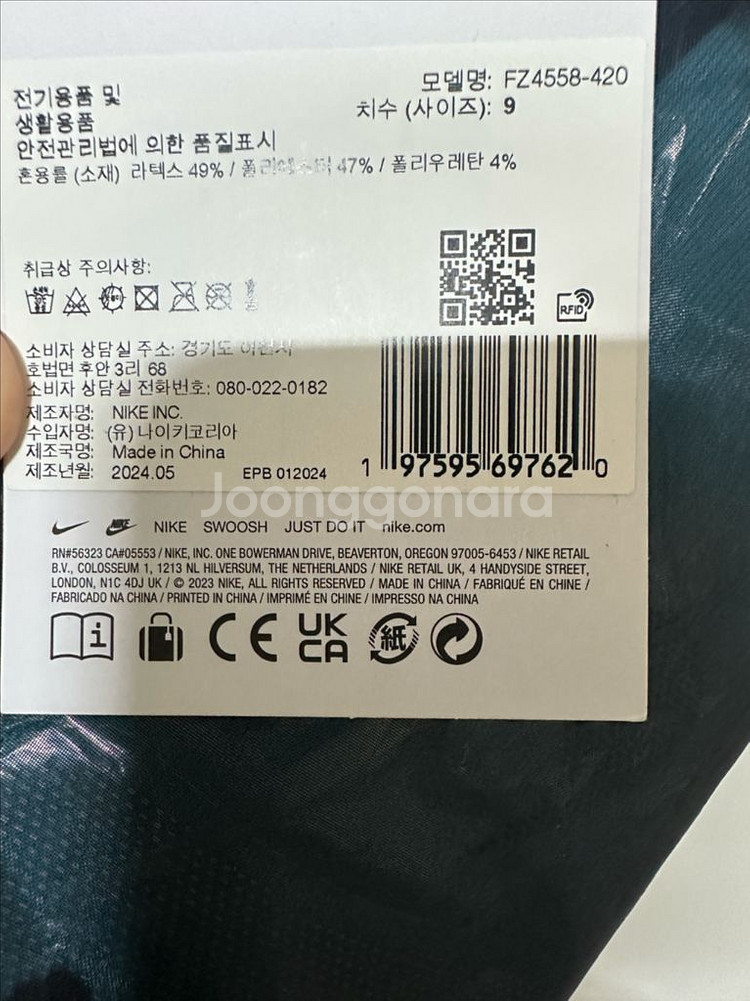 전기용품 및
생활용품
안전관리법에 의한 품질표시
모델명: FZ4558-420
치수 (사이즈): 9
혼용률 (소재) 라텍스 49% / 47% / 폴리우레탄 4%
취급상 주의사항:
RFID
소비자 상담실 주소: 경기도
호법면 후안 3리 68
소비자 상담실 전화번호: 080-022-0182
제조자명: NIKE INC.
수입자명: (유) 나이키코리아
제조국명: Made in China
제조년월: 2024.05 EPB 012024
1 97595 69762 0
Joonggonara
NIKE SWOOSH JUST DO IT nike.com
RN#56323 CA#05553 / NIKE, INC. ONE BOWERMAN DRIVE, BEAVERTON, OREGON 97005-6453 / NIKE RETAIL
B.V., COLOSSEUM 1, 1213 NL HILVERSUM, THE NETHERLANDS / NIKE RETAIL UK, 4 HANDYSIDE STREET,
LONDON, N1C 4DJ UK / © 2023 NIKE, ALL RIGHTS RESERVED / MADE IN CHINA / FABRIQUÉ EN CHINE /
FABRICADO NA CHINA / PRINTED IN CHINA / IMPRIMÉ EN CHINE / IMPRESSO NA CHINA
CE UK CA 紙